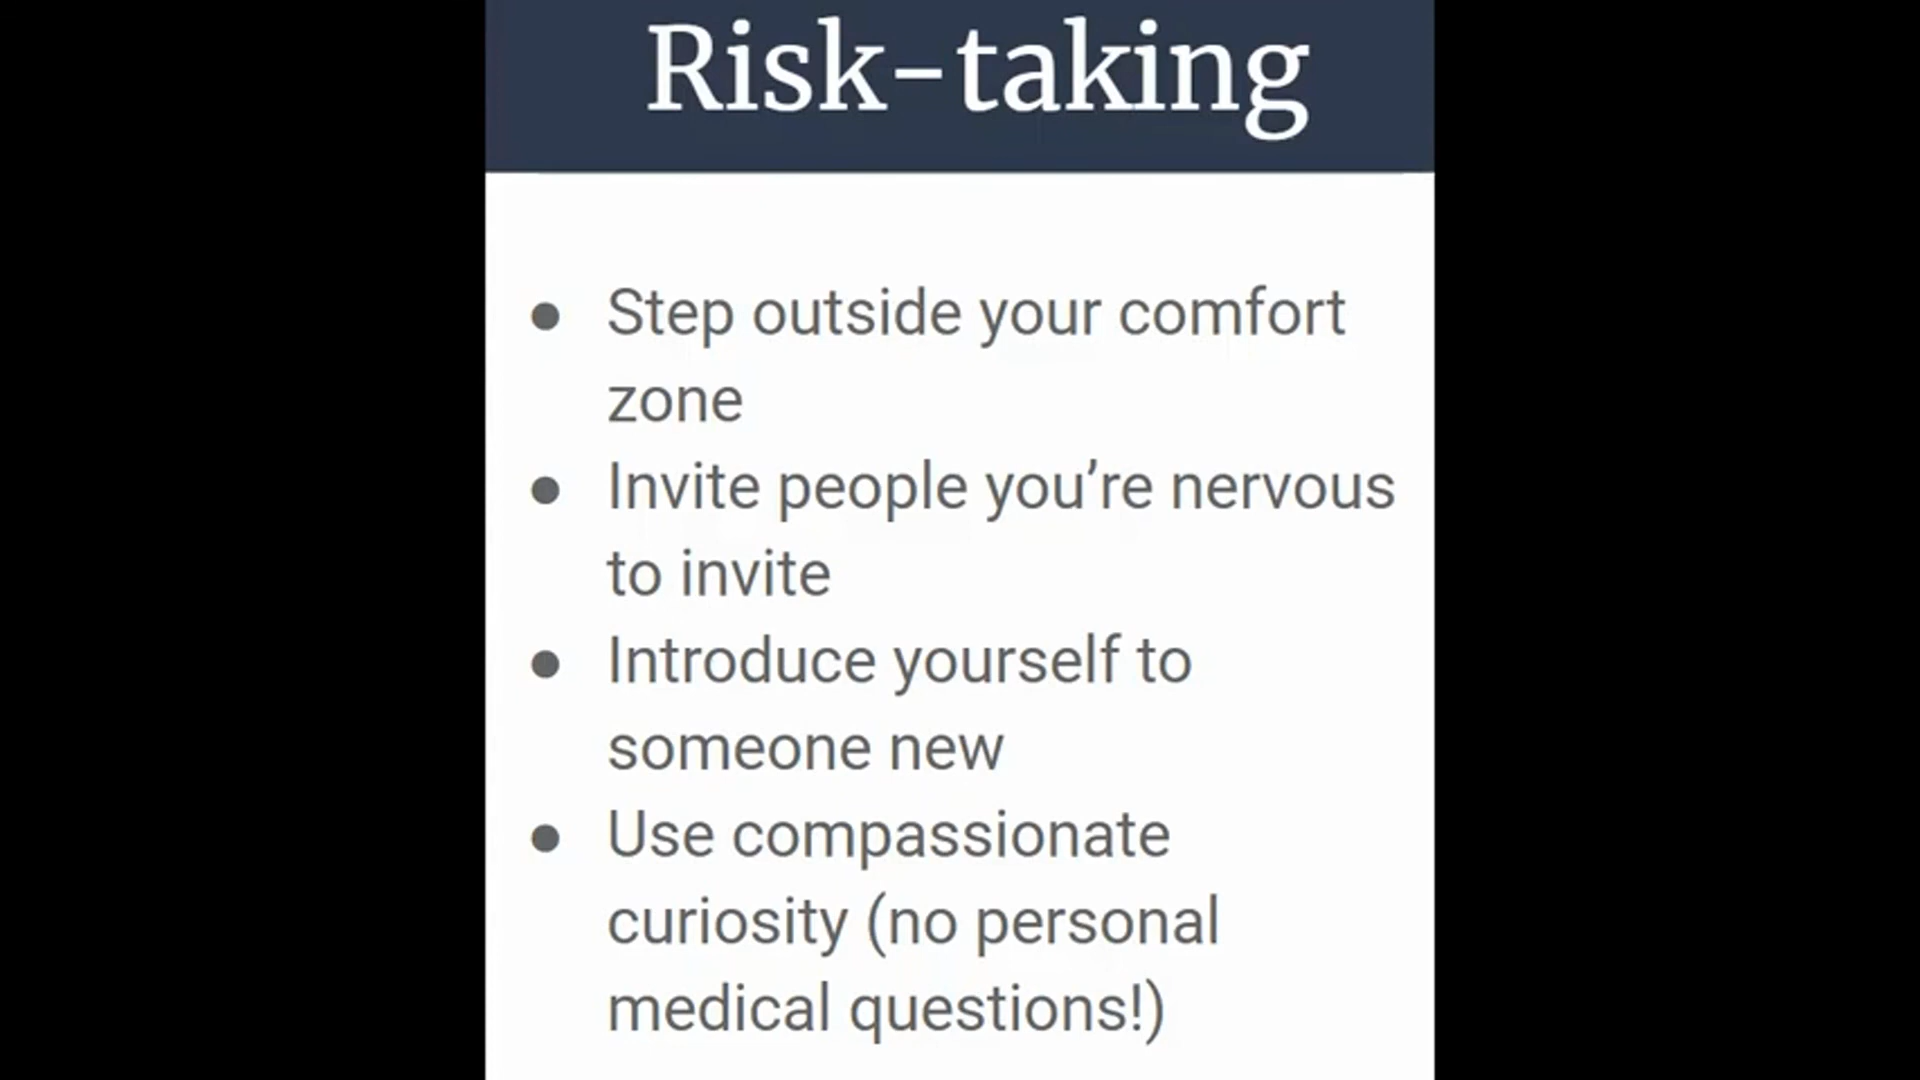 Risk-taking
● Step outside your comfort
zone
● Invite people you’re nervous
to invite
● Introduce yourself to
someone new
● Use compassionate
curiosity (no personal
medical questions!)